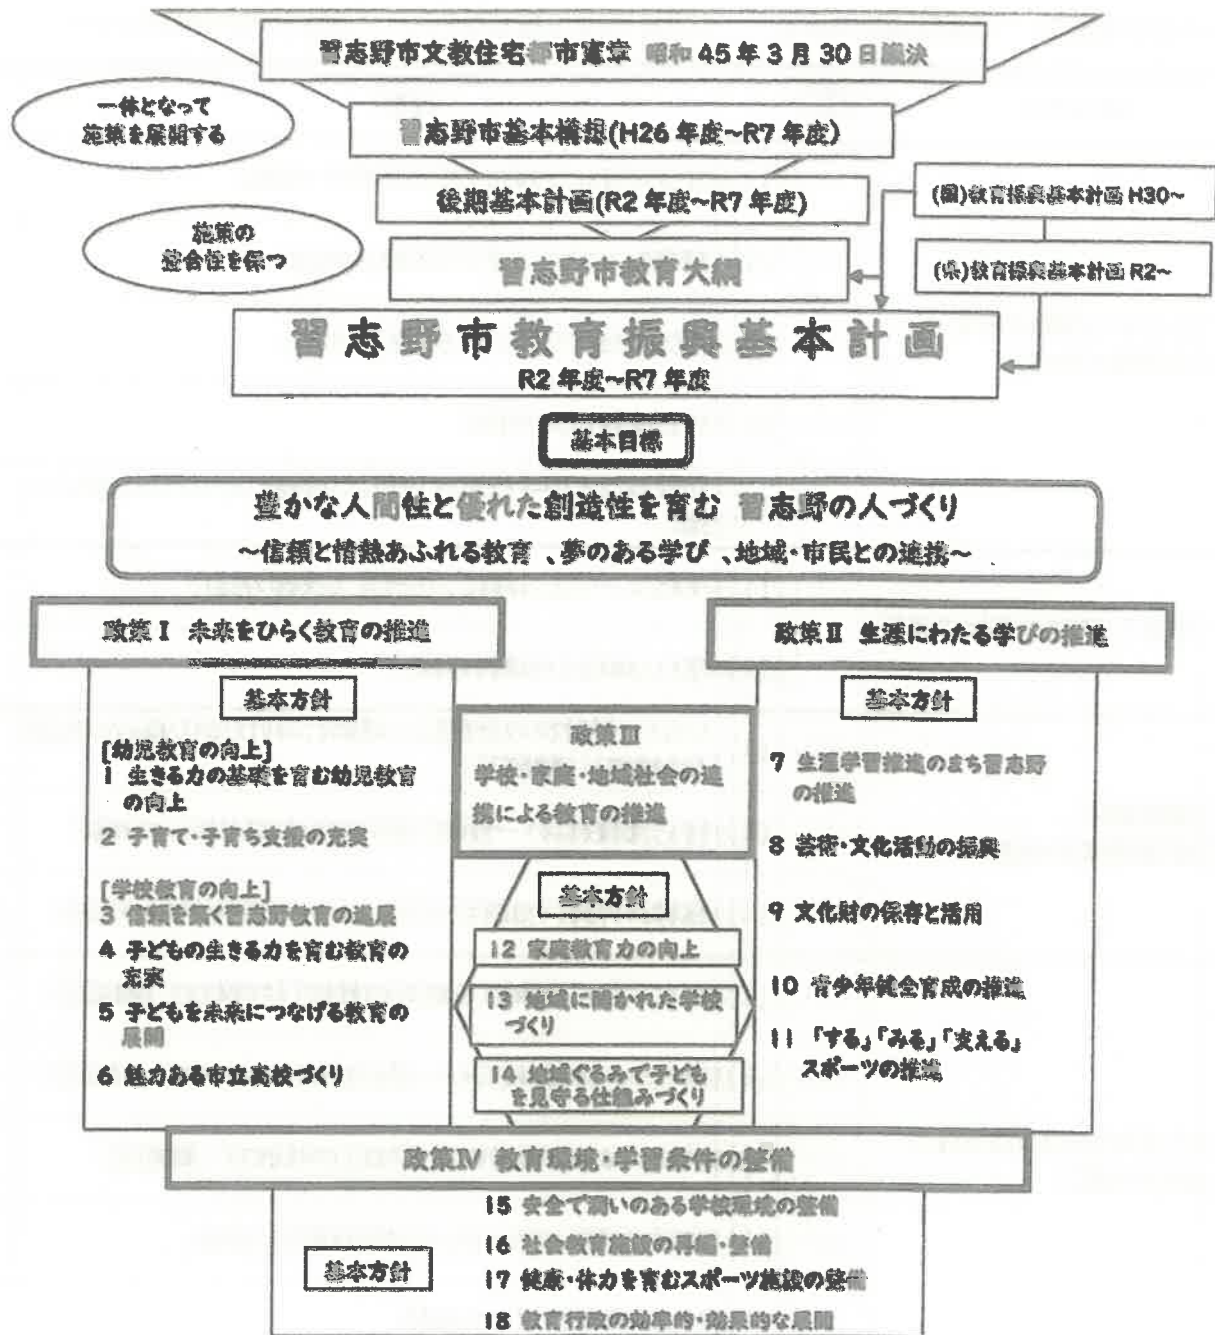 習志野市文教住宅都市憲章 昭和45年3月30日議決
一体となって
施策を展開する
習志野市基本構想(H26年度~R7年度)
後期基本計画(R2年度~R7年度)
(国)教育振興基本計画 H30~
施策の
整合性を保つ
習志野市教育大綱
(県)教育振興基本計画 R2~
習志野市教育振興基本計画
R2年度~R7年度
基本目標
豊かな人間性と優れた創造性を育む 習志野の人づくり
~信頼と情熱あふれる教育、夢のある学び、地域・市民との連携~
政策Ⅰ 未来をひらく教育の推進
基本方針
[幼児教育の向上]
1 生きる力の基礎を育む幼児教育
の向上
2 子育て・子育ち支援の充実
[学校教育の向上]
3 信頼を築く習志野教育の進展
4 子どもの生きる力を育む教育の
充実
5 子どもを未来につなげる教育の
展開
6 魅力ある市立高校づくり
政策Ⅲ
学校・家庭・地域社会の連
携による教育の推進
基本方針
12 家庭教育力の向上
13 地域に開かれた学校
づくり
14 地域ぐるみで子ども
を見守る仕組みづくり
政策Ⅱ 生涯にわたる学びの推進
基本方針
7 生涯学習推進のまち習志野
の推進
8 芸術・文化活動の振興
9 文化財の保存と活用
10 青少年健全育成の推進
11 「する」「みる」「支える」
スポーツの推進
政策Ⅳ 教育環境・学習条件の整備
基本方針
15 安全で潤いのある学校環境の整備
16 社会教育施設の再編・整備
17 健康・体力を育むスポーツ施設の整備
18 教育行政の効率的・効果的な展開